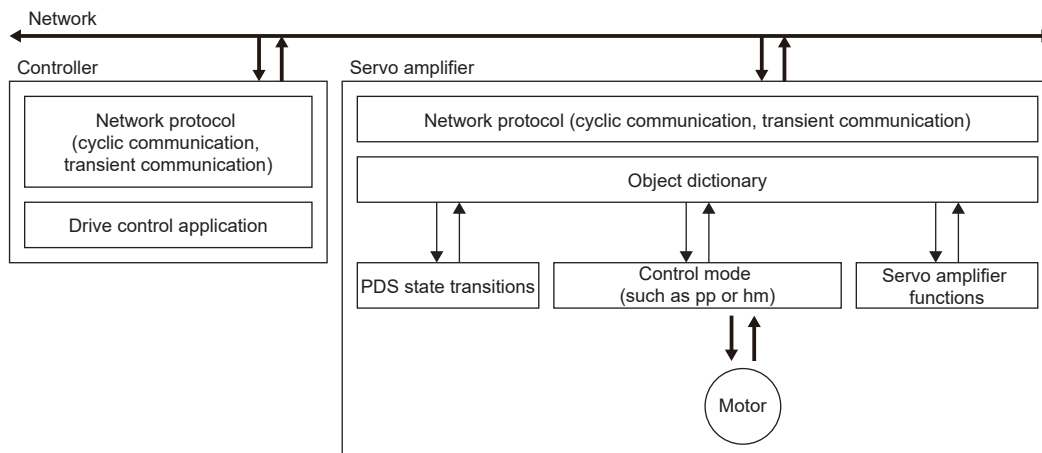 Network
Controller
Network protocol
(cyclic communication,
transient communication)
Drive control application
Servo amplifier
Network protocol (cyclic communication, transient communication)
Object dictionary
PDS state transitions
Control mode
(such as pp or hm)
Servo amplifier
functions
Motor